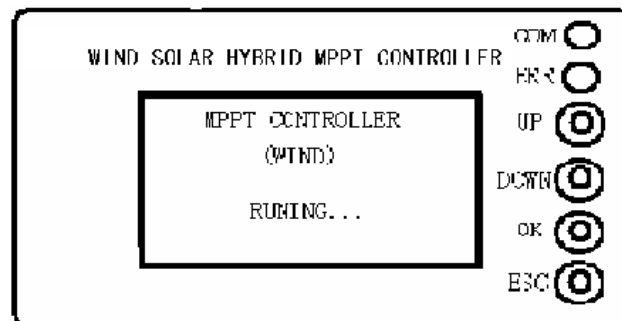 WIND SOLAR HYBRID MPPT CONTROLLER
COM
ERR
MPPT CONTROLLER
(WIND)
RUNING...
UP
DOWN
OK
ESC